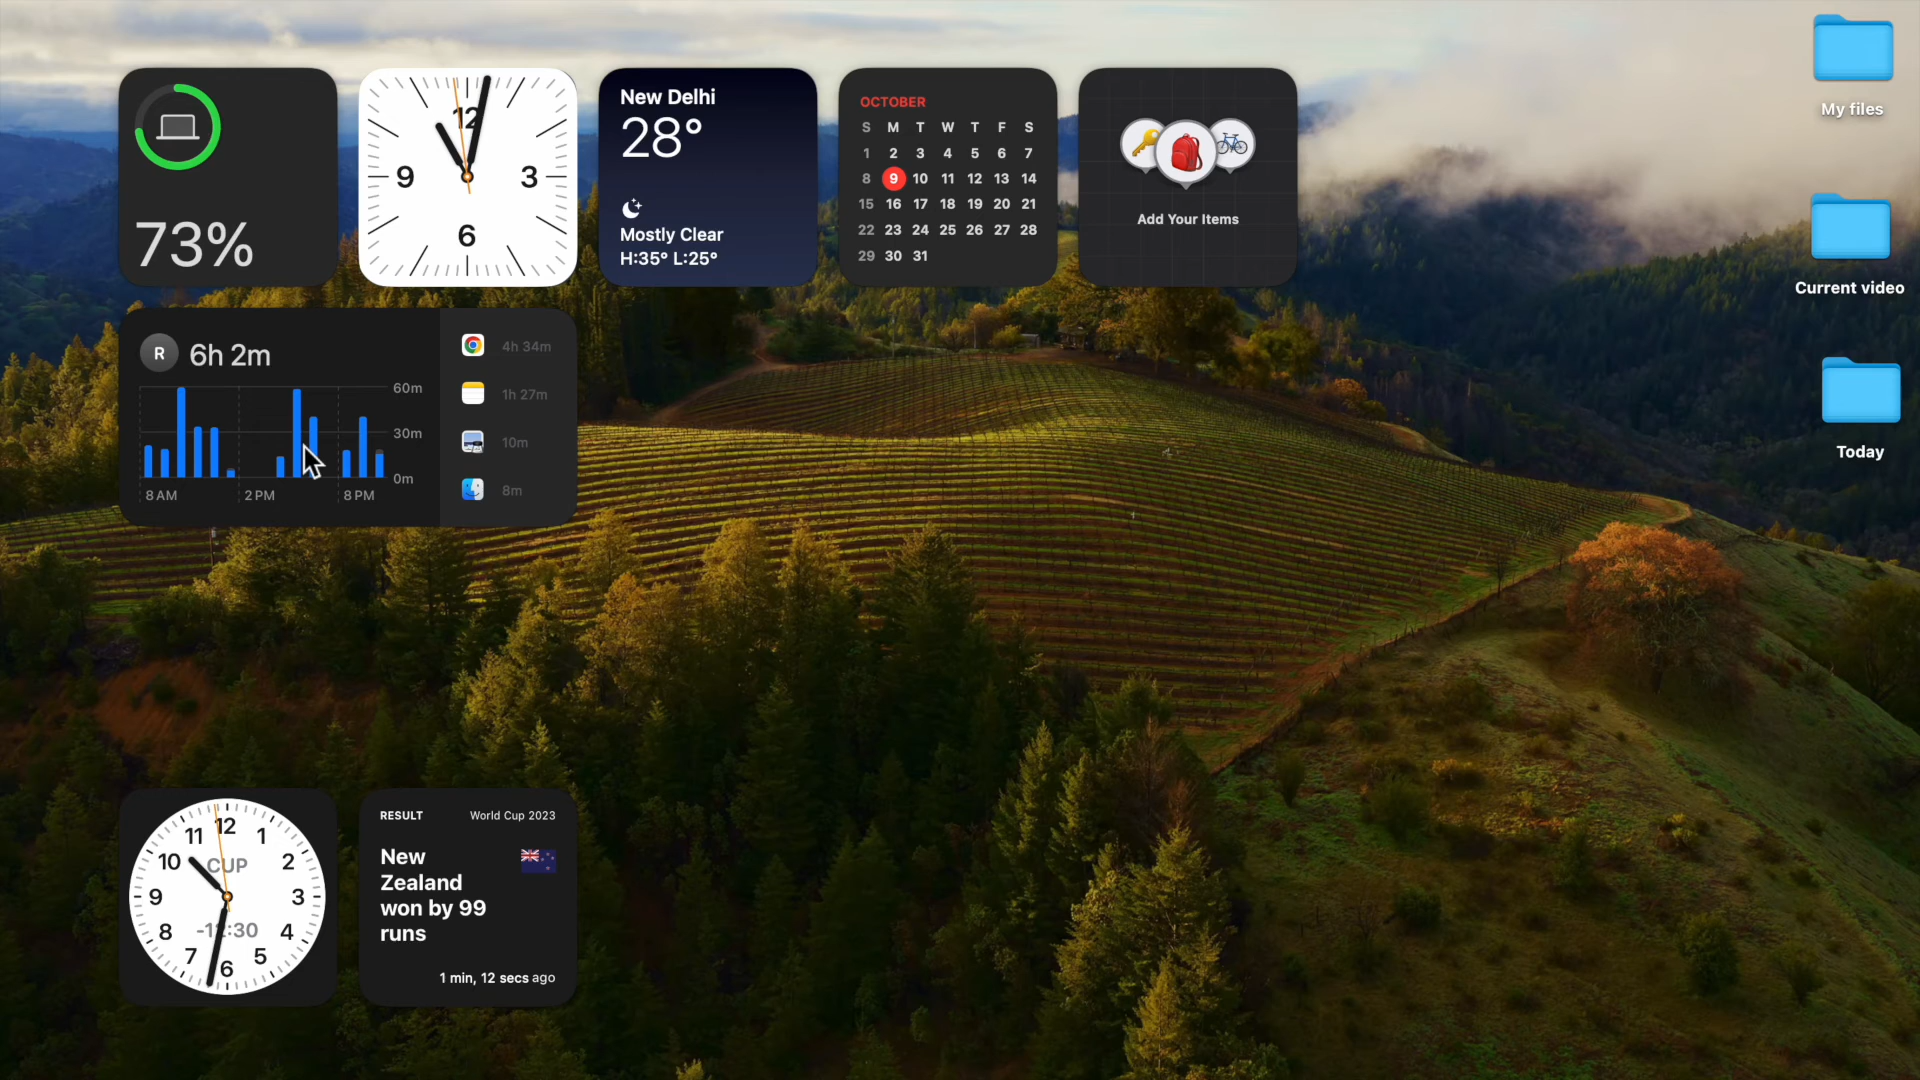 73%
12
9
3
6
New Delhi
28°
Mostly Clear
H:35° L:25°
OCTOBER
S M T W T F S
1 2 3 4 5 6 7
8 9 10 11 12 13 14
15 16 17 18 19 20 21
22 23 24 25 26 27 28
29 30 31
Add Your Items
My files
Current video
Today
R 6h 2m
60m
30m
0m
8 AM 2 PM 8 PM
4h 34m
1h 27m
10m
8m
12
11 1
10 2
CUP
9 3
8 4
-12:30
7 5
6
RESULT World Cup 2023
New
Zealand
won by 99
runs
1 min, 12 secs ago